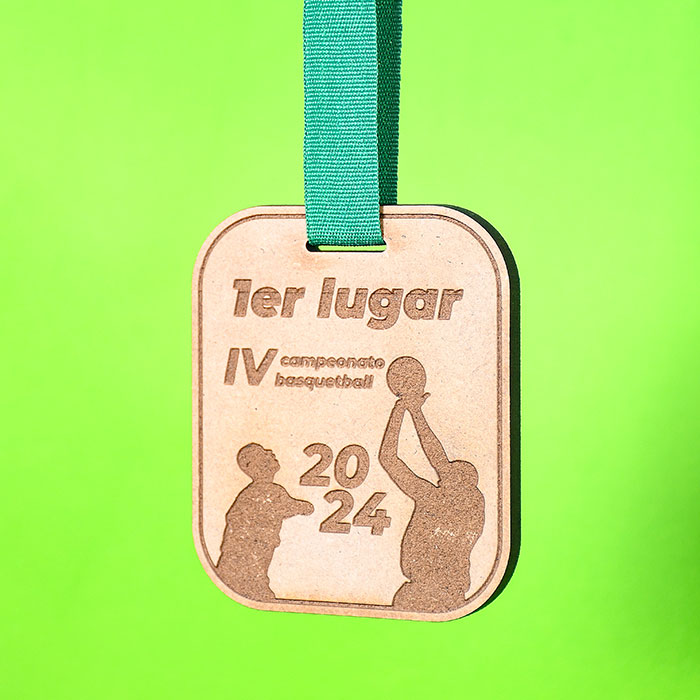 1er lugar
IV campeonato
basquetball
20
24